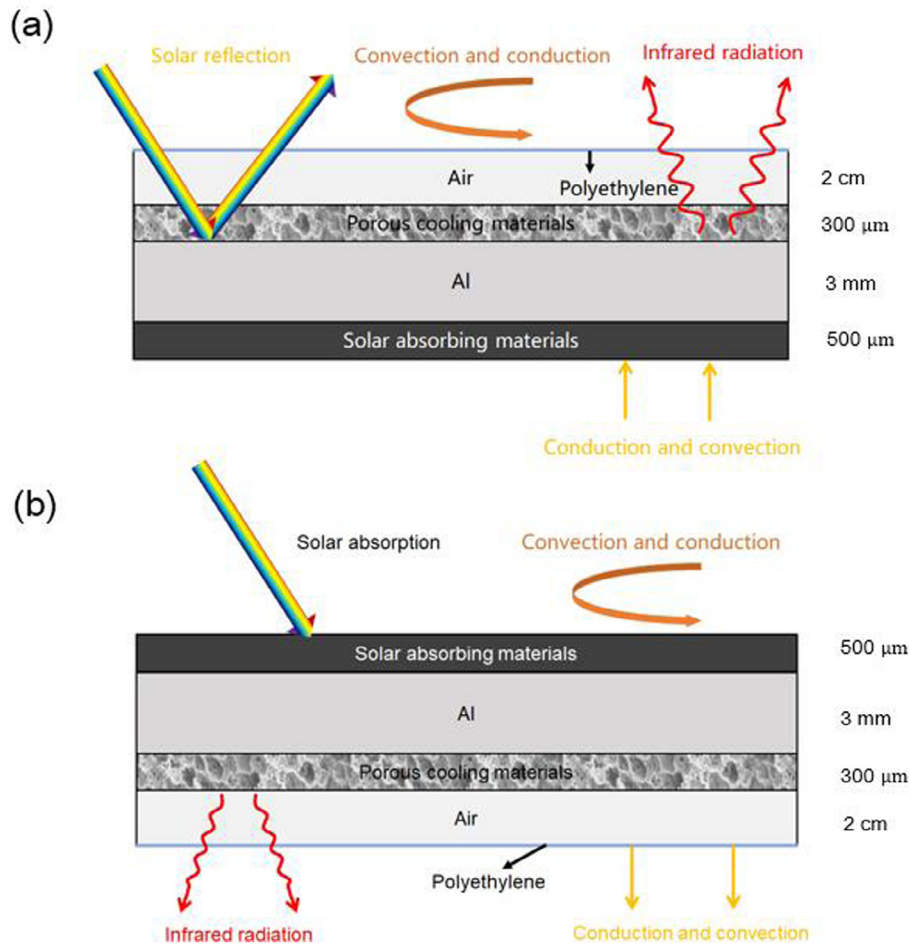 (a)
Solar reflection
Convection and conduction
Infrared radiation
Air
Polyethylene
2 cm
Porous cooling materials
300 μm
Al
3 mm
Solar absorbing materials
500 μm
Conduction and convection
(b)
Solar absorption
Convection and conduction
Solar absorbing materials
500 μm
Al
3 mm
Porous cooling materials
300 μm
Air
2 cm
Polyethylene
Infrared radiation
Conduction and convection